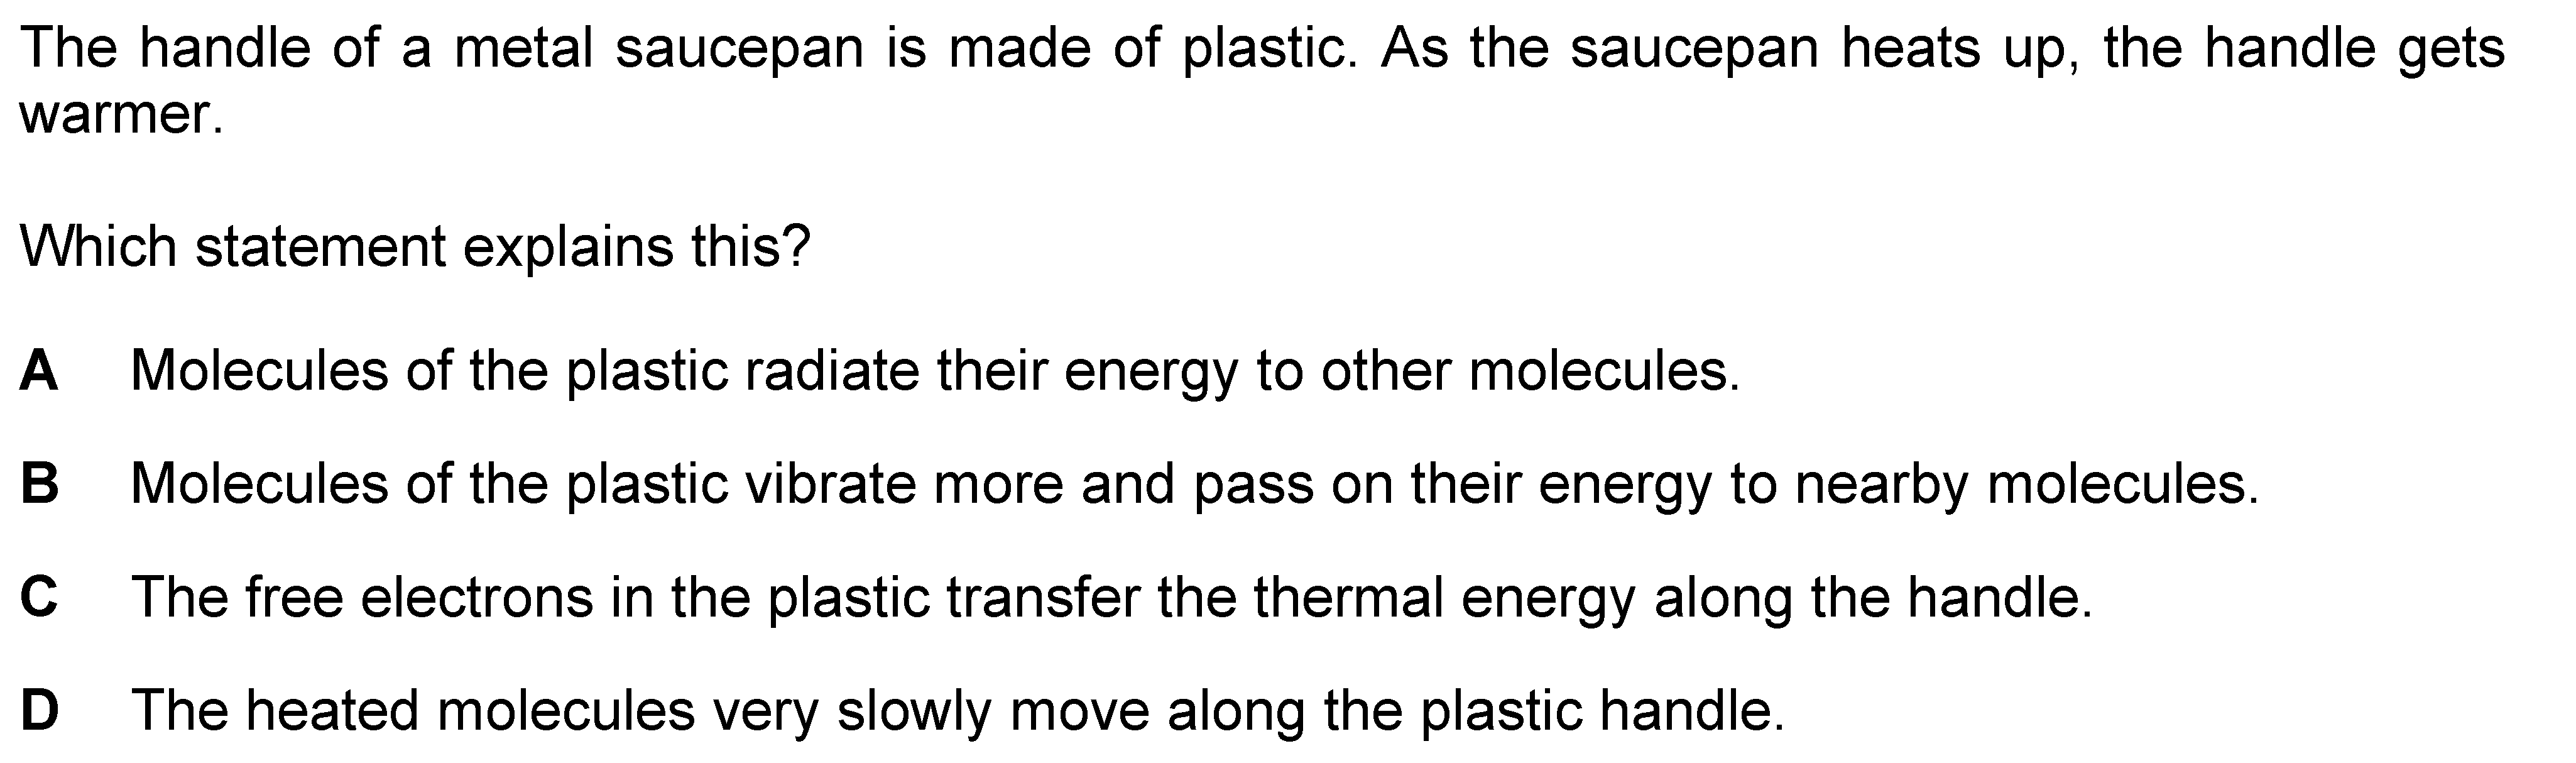 The handle of a metal saucepan is made of plastic. As the saucepan heats up, the handle gets
warmer.
Which statement explains this?
A Molecules of the plastic radiate their energy to other molecules.
B Molecules of the plastic vibrate more and pass on their energy to nearby molecules.
C The free electrons in the plastic transfer the thermal energy along the handle.
D The heated molecules very slowly move along the plastic handle.